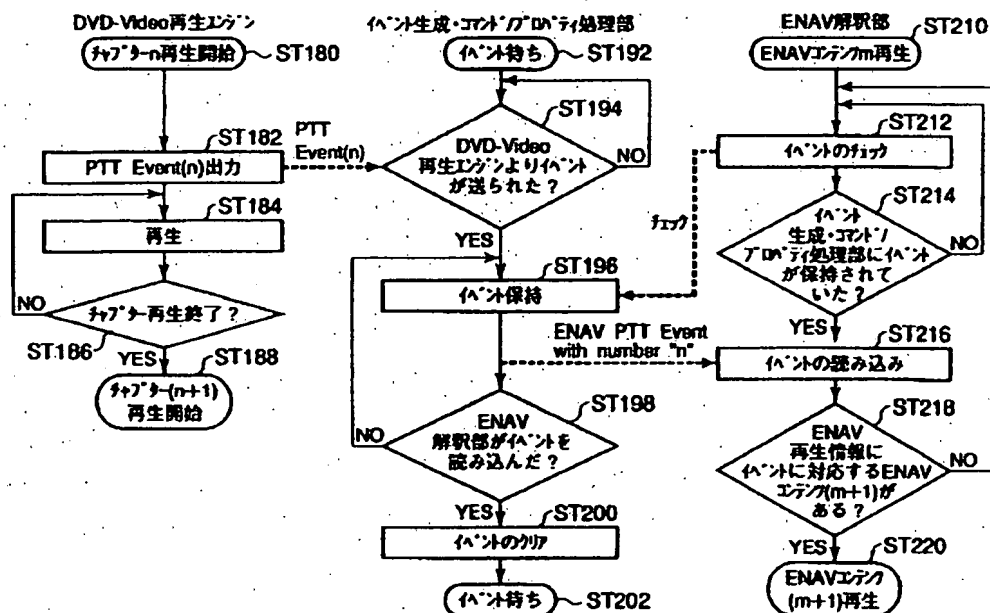 DVD-Video再生エンジン
チャプターn再生開始
ST180
ST182
PTT Event(n)出力
ST184
再生
NO
チャプター再生終了？
ST186
YES
ST188
チャプター(n+1)
再生開始
イベント生成・コマンド/プロパティ処理部
イベント待ち
ST192
PTT
Event(n)
ST194
DVD-Video
再生エンジンよりイベント
が送られた？
NO
YES
ST196
イベント保持
ENAV PTT Event
with number "n"
ST198
NO
ENAV
解釈部がイベントを
読み込んだ？
YES
ST200
イベントのクリア
イベント待ち
ST202
ENAV解釈部
ST210
ENAVコンテンツm再生
ST212
イベントのチェック
チェック
ST214
イベント
生成・コマンド/
プロパティ処理部にイベント
が保持されて
いた？
NO
YES
ST216
イベントの読み込み
ST218
ENAV
再生情報に
イベントに対応するENAV
コンテンツ(m+1)が
ある？
NO
YES
ST220
ENAVコンテンツ
(m+1)再生